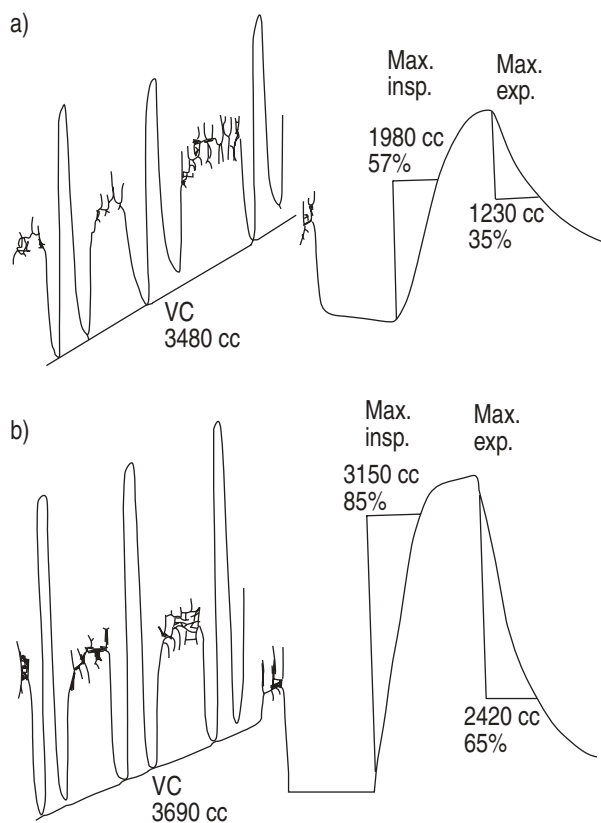 a)
Max.
insp.
Max.
exp.
1980 cc
57%
1230 cc
35%
VC
3480 cc
b)
Max.
insp.
Max.
exp.
3150 cc
85%
2420 cc
65%
VC
3690 cc